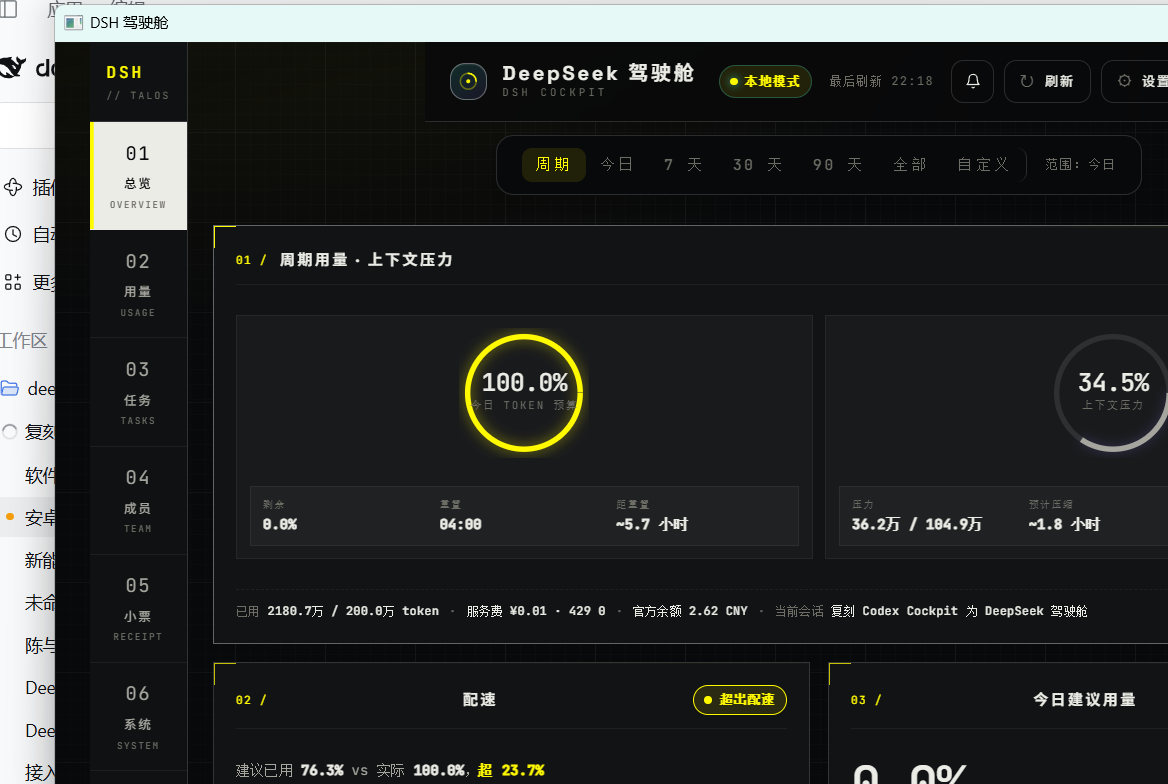 DSH 驾驶舱
插
自
更
工作区
dee
复刻
软件
安卓
新能
未命
陈与
Dee
Dee
接入
DSH
// TALOS
01
总览
OVERVIEW
02
用量
USAGE
03
任务
TASKS
04
成员
TEAM
05
小票
RECEIPT
06
系统
SYSTEM
DeepSeek 驾驶舱
DSH COCKPIT
本地模式
最后刷新 22:18
刷新
设置
周期 今日 7 天 30 天 90 天 全部 自定义 范围: 今日
01 / 周期用量 · 上下文压力
100.0%
今日 TOKEN 预算
剩余 重置 距重置
0.0% 04:00 ~5.7 小时
34.5%
上下文压力
压力 预计压缩
36.2万 / 104.9万 ~1.8 小时
已用 2180.7万 / 200.0万 token · 服务费 ¥0.01 · 429 0 · 官方余额 2.62 CNY · 当前会话 复刻 Codex Cockpit 为 DeepSeek 驾驶舱
02 / 配速 超出配速
建议已用 76.3% vs 实际 100.0%, 超 23.7%
03 / 今日建议用量
0.0%